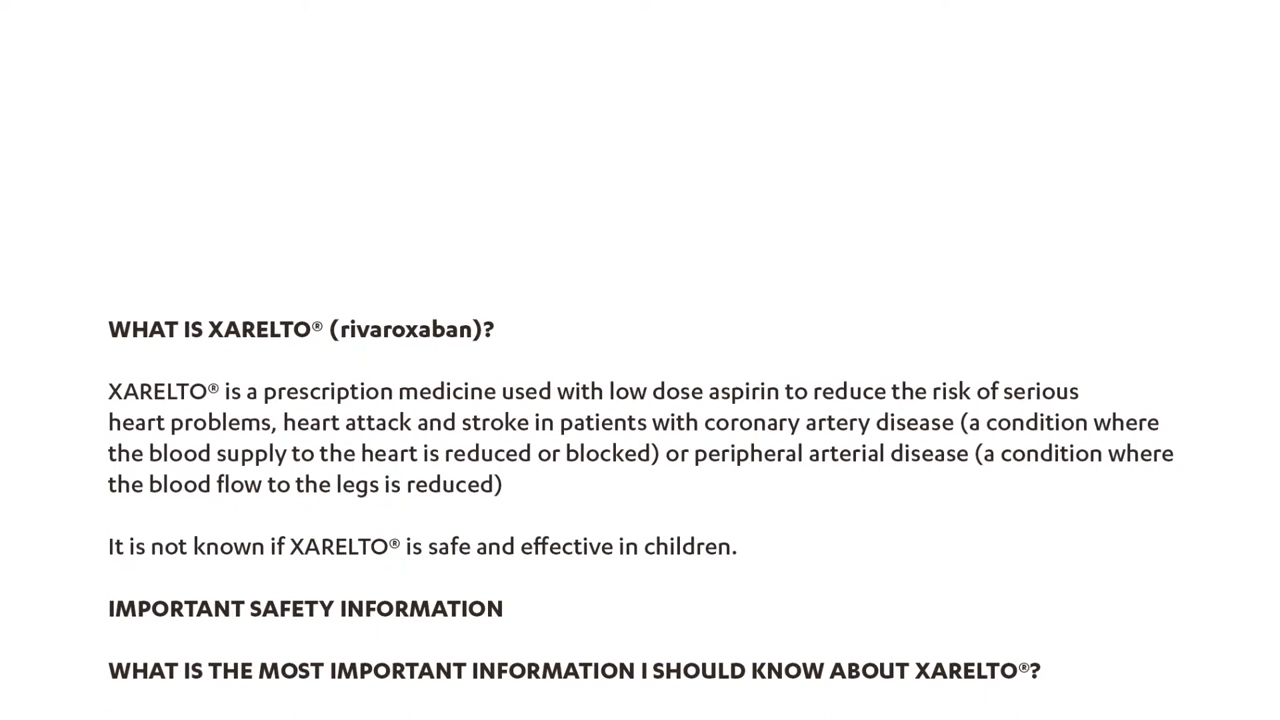 WHAT IS XARELTO® (rivaroxaban)?
XARELTO® is a prescription medicine used with low dose aspirin to reduce the risk of serious
heart problems, heart attack and stroke in patients with coronary artery disease (a condition where
the blood supply to the heart is reduced or blocked) or peripheral arterial disease (a condition where
the blood flow to the legs is reduced)
It is not known if XARELTO® is safe and effective in children.
IMPORTANT SAFETY INFORMATION
WHAT IS THE MOST IMPORTANT INFORMATION I SHOULD KNOW ABOUT XARELTO®?